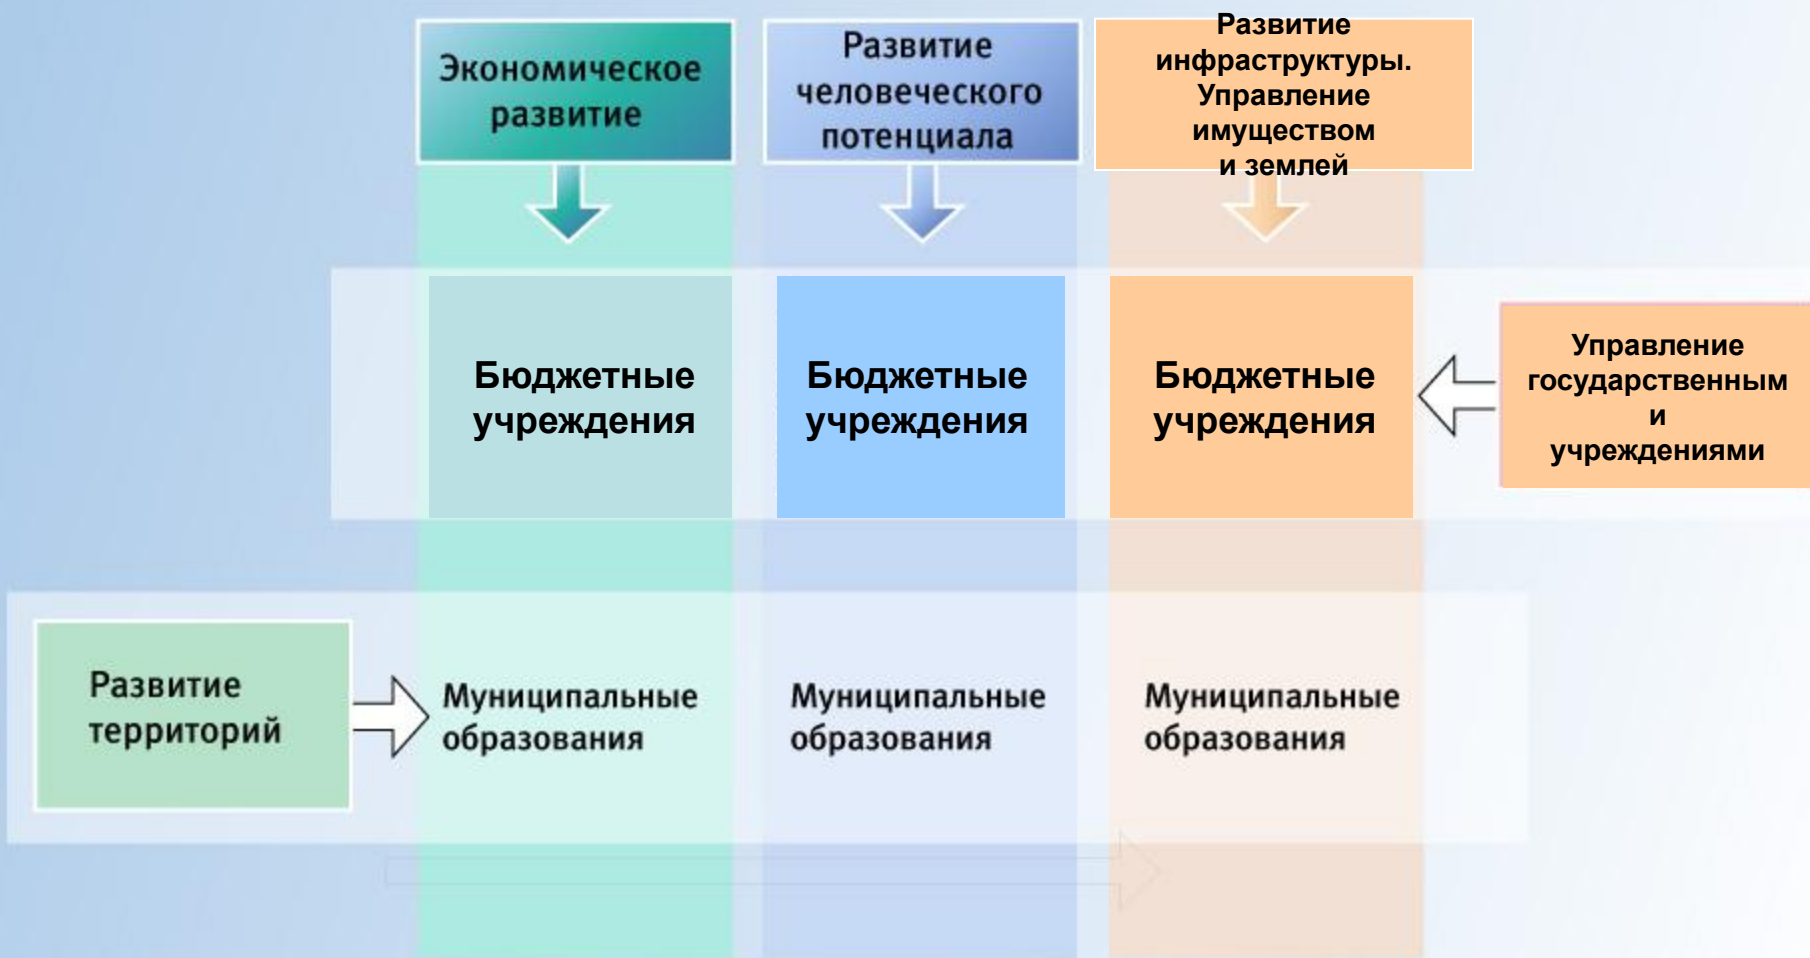 Экономическое
развитие
Развитие
человеческого
потенциала
Развитие
инфраструктуры.
Управление
имуществом
и землей
Бюджетные
учреждения
Бюджетные
учреждения
Бюджетные
учреждения
Управление
государственным
и
учреждениями
Развитие
территорий
Муниципальные
образования
Муниципальные
образования
Муниципальные
образования